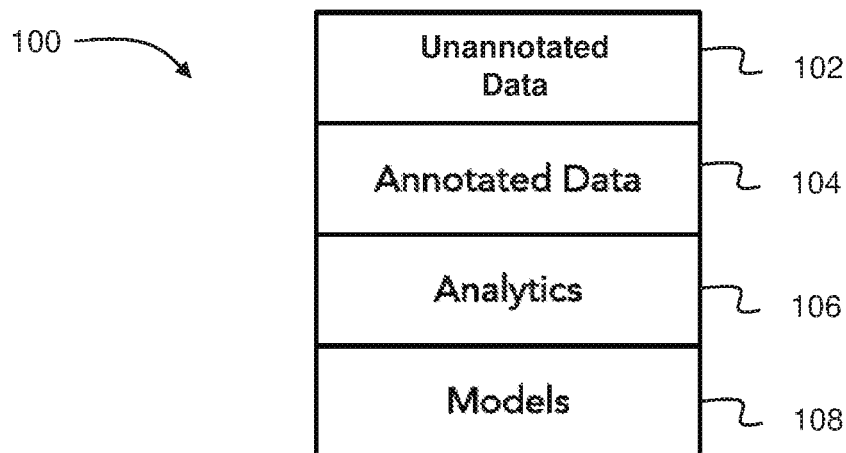 100
Unannotated
Data
102
Annotated Data
104
Analytics
106
Models
108